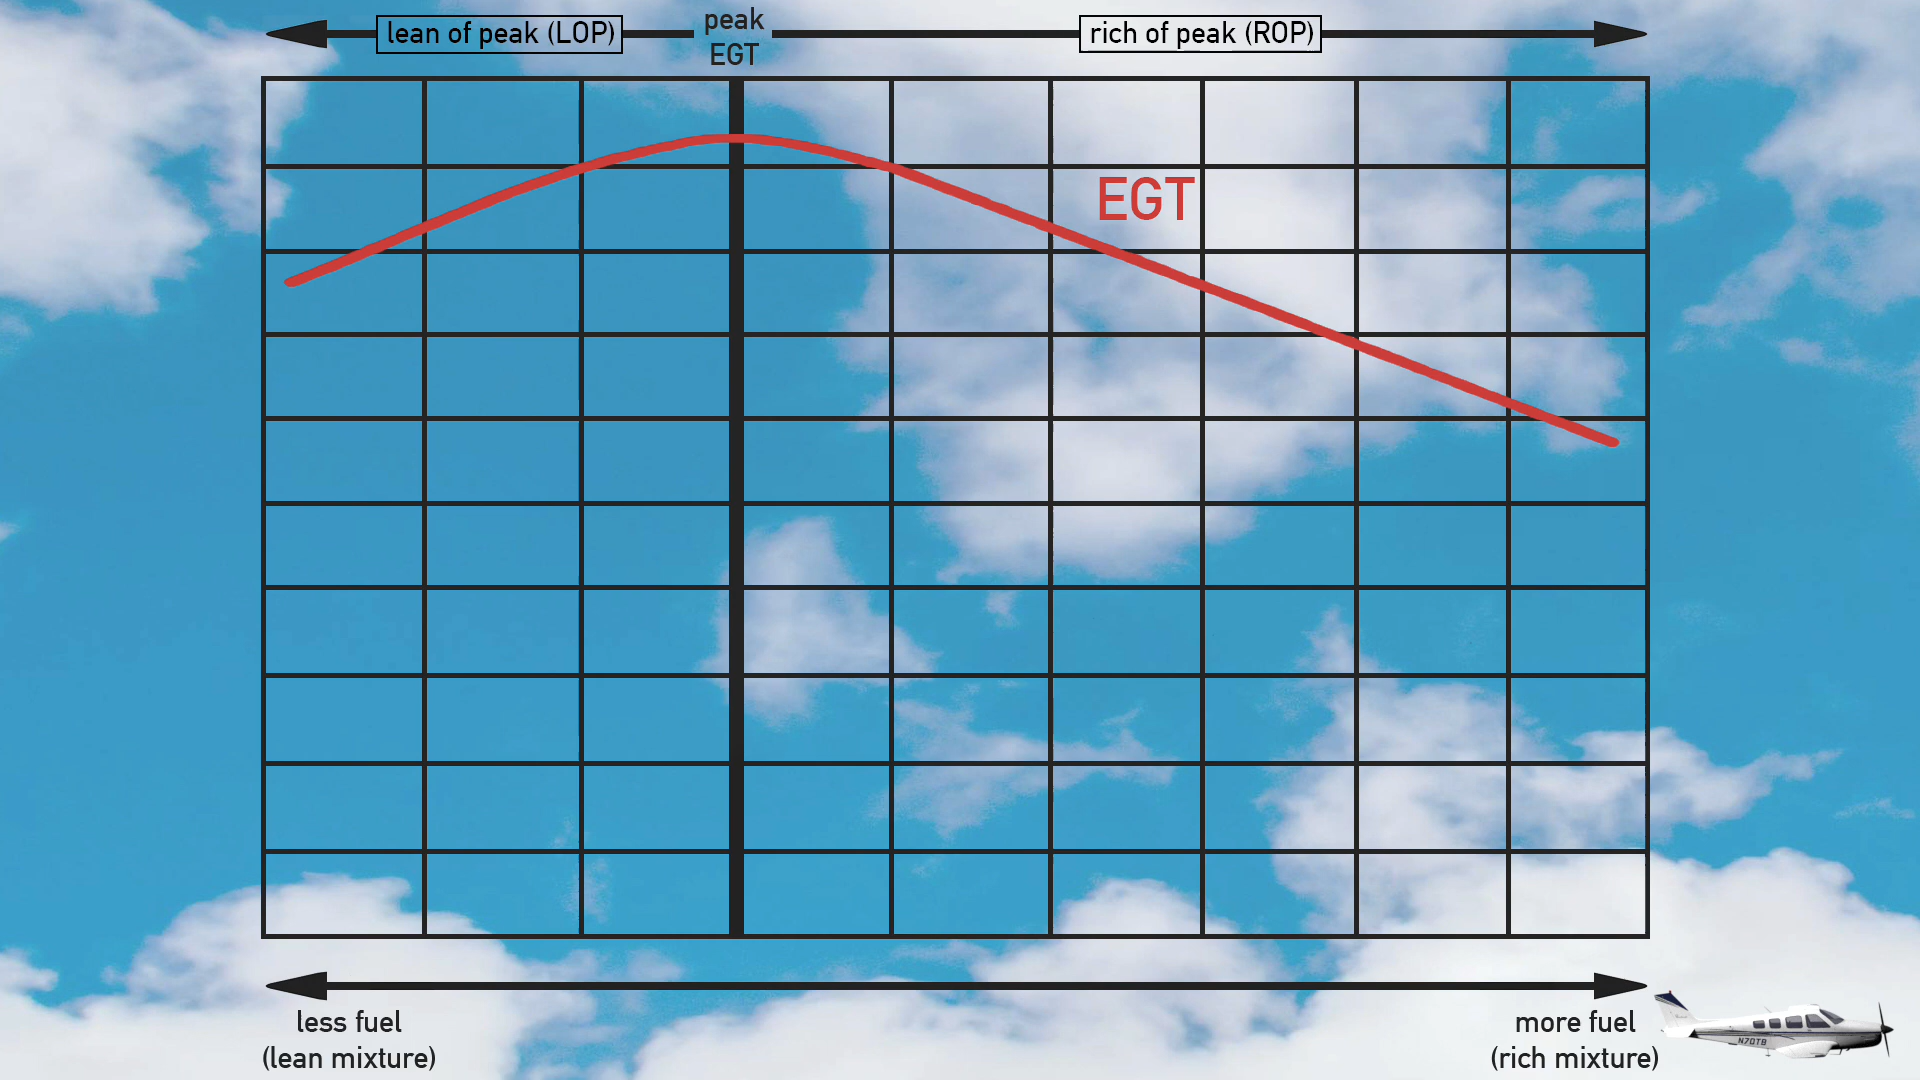 lean of peak (LOP)
peak
EGT
rich of peak (ROP)
EGT
less fuel
(lean mixture)
more fuel
(rich mixture)
N70TB